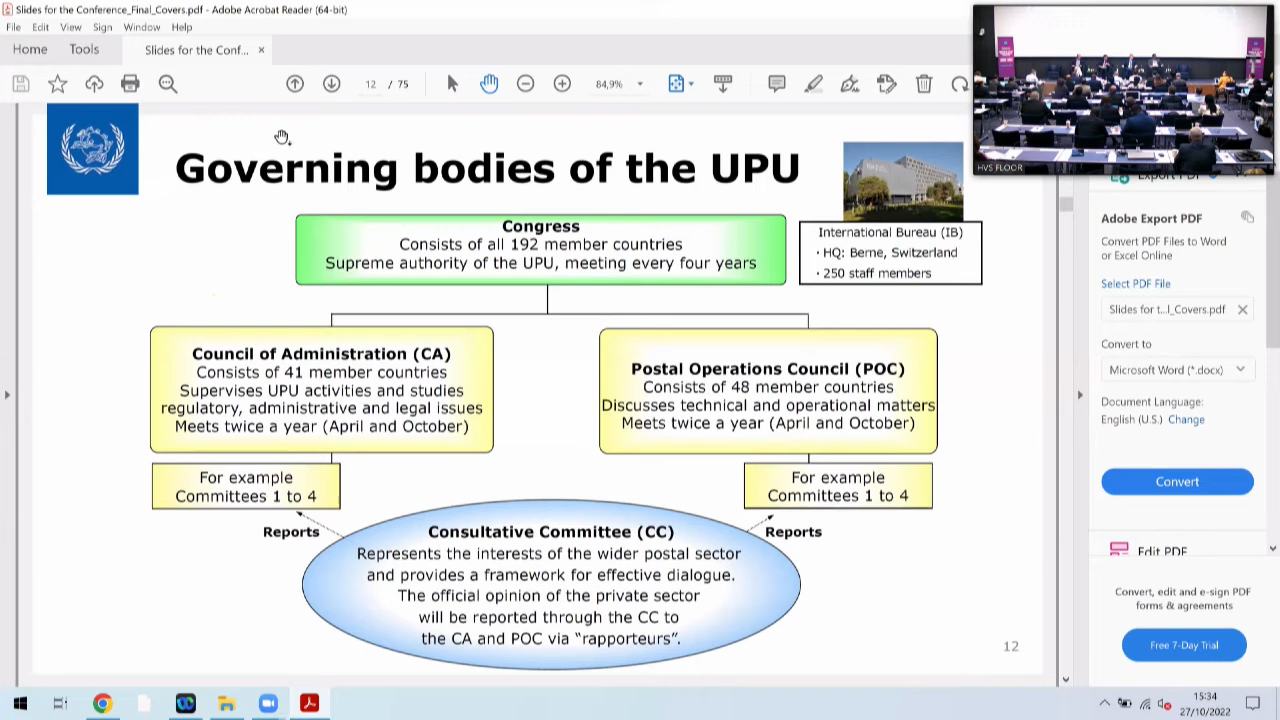 Slides for the Conference_Final_Covers.pdf - Adobe Acrobat Reader (64-bit)
File Edit View Sign Window Help
Home Tools Slides for the Conf... ×
12 / 75 84,9%
HVS FLOOR
Governing bodies of the UPU
Congress
Consists of all 192 member countries
Supreme authority of the UPU, meeting every four years
International Bureau (IB)
· HQ: Berne, Switzerland
· 250 staff members
Council of Administration (CA)
Consists of 41 member countries
Supervises UPU activities and studies
regulatory, administrative and legal issues
Meets twice a year (April and October)
Postal Operations Council (POC)
Consists of 48 member countries
Discusses technical and operational matters
Meets twice a year (April and October)
For example
Committees 1 to 4
For example
Committees 1 to 4
Reports
Reports
Consultative Committee (CC)
Represents the interests of the wider postal sector
and provides a framework for effective dialogue.
The official opinion of the private sector
will be reported through the CC to
the CA and POC via “rapporteurs”.
12
Export PDF
Adobe Export PDF
Convert PDF Files to Word
or Excel Online
Select PDF File
Slides for t...l_Covers.pdf
Convert to
Microsoft Word (*.docx)
Document Language:
English (U.S.) Change
Convert
Edit PDF
Convert, edit and e-sign PDF
forms & agreements
Free 7-Day Trial
15:34
27/10/2022